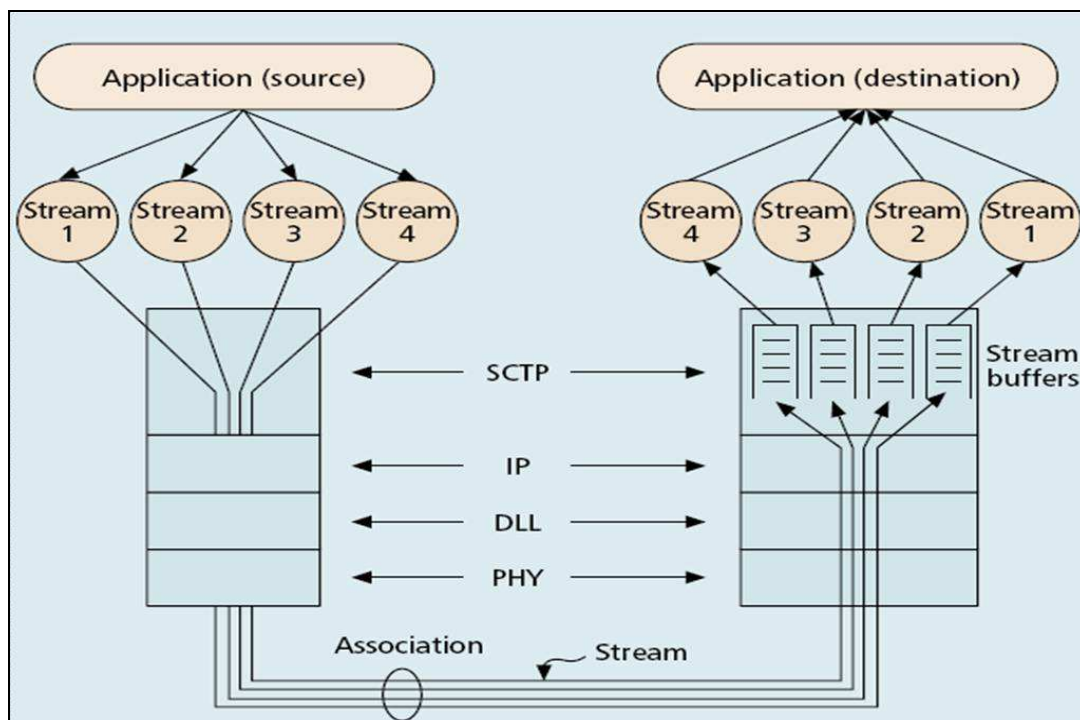 Application (source)
Application (destination)
Stream
1
Stream
2
Stream
3
Stream
4
Stream
4
Stream
3
Stream
2
Stream
1
SCTP
Stream
buffers
IP
DLL
PHY
Association
Stream